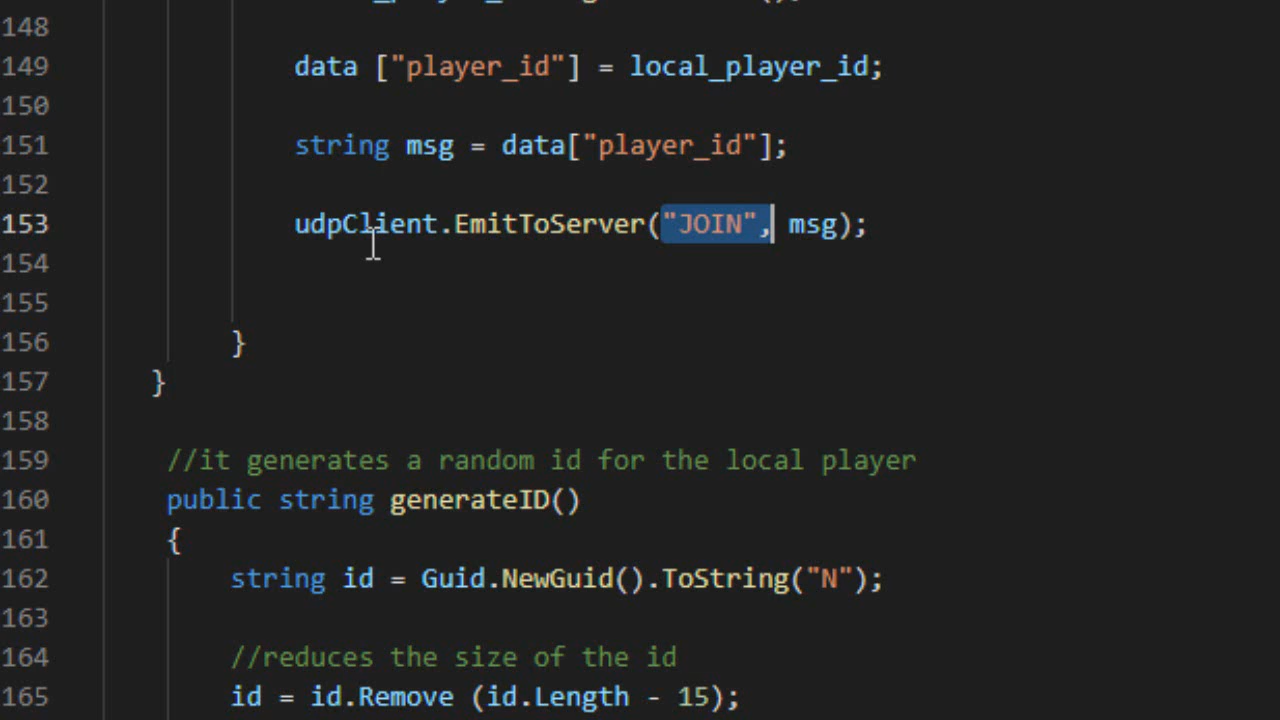 148
149 data ["player_id"] = local_player_id;
150
151 string msg = data["player_id"];
152
153 udpClient.EmitToServer("JOIN", msg);
154
155
156 }
157 }
158
159 //it generates a random id for the local player
160 public string generateID()
161 {
162 string id = Guid.NewGuid().ToString("N");
163
164 //reduces the size of the id
165 id = id.Remove (id.Length - 15);